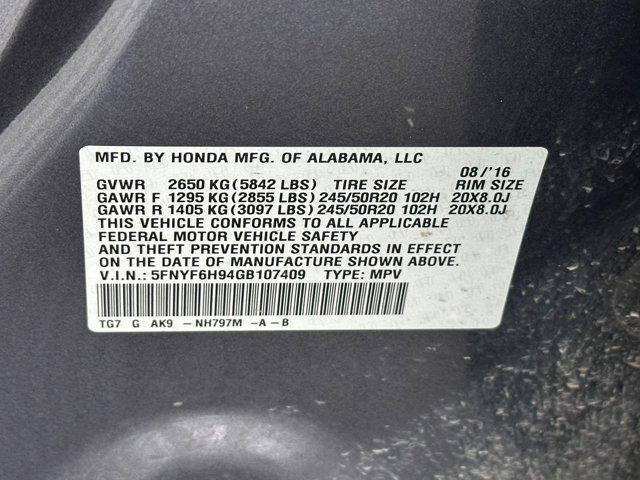 MFD. BY HONDA MFG. OF ALABAMA, LLC
08/'16
GVWR 2650 KG(5842 LBS) TIRE SIZE RIM SIZE
GAWR F 1295 KG(2855 LBS)245/50R20 102H 20X8.0J
GAWR R 1405 KG(3097 LBS)245/50R20 102H 20X8.0J
THIS VEHICLE CONFORMS TO ALL APPLICABLE
FEDERAL MOTOR VEHICLE SAFETY
AND THEFT PREVENTION STANDARDS IN EFFECT
ON THE DATE OF MANUFACTURE SHOWN ABOVE.
V.I.N.: 5FNYF6H94GB107409 TYPE: MPV
TG7 G AK9 -NH797M -A-B